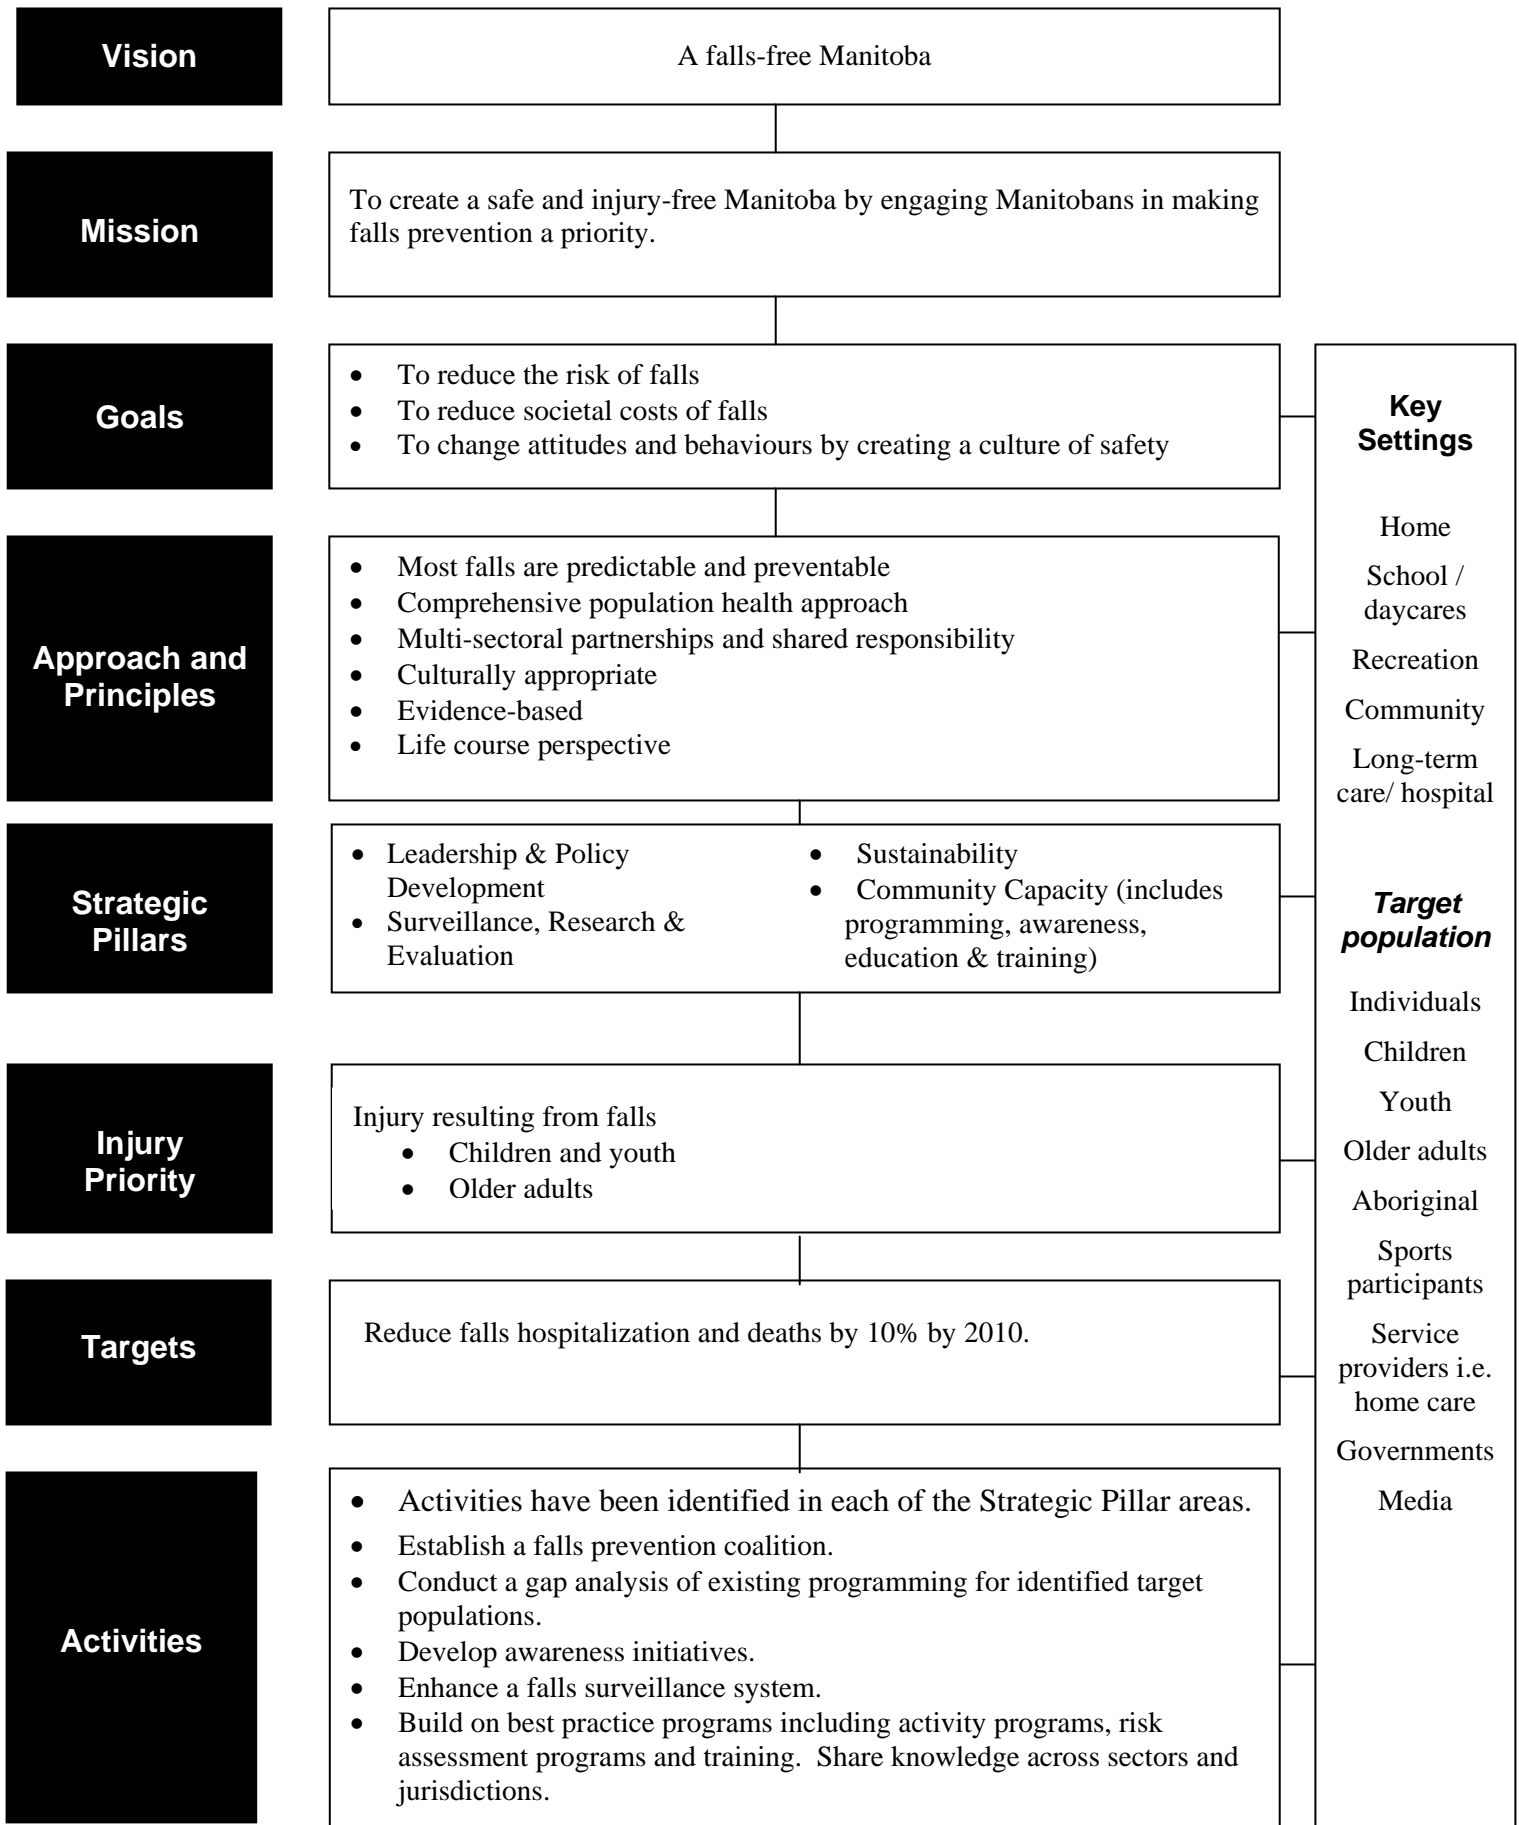 Vision
A falls-free Manitoba
Mission
To create a safe and injury-free Manitoba by engaging Manitobans in making
falls prevention a priority.
Goals
• To reduce the risk of falls
• To reduce societal costs of falls
• To change attitudes and behaviours by creating a culture of safety
Approach and
Principles
• Most falls are predictable and preventable
• Comprehensive population health approach
• Multi-sectoral partnerships and shared responsibility
• Culturally appropriate
• Evidence-based
• Life course perspective
Strategic
Pillars
• Leadership & Policy
Development
• Surveillance, Research &
Evaluation
• Sustainability
• Community Capacity (includes
programming, awareness,
education & training)
Injury
Priority
Injury resulting from falls
• Children and youth
• Older adults
Targets
Reduce falls hospitalization and deaths by 10% by 2010.
Activities
• Activities have been identified in each of the Strategic Pillar areas.
• Establish a falls prevention coalition.
• Conduct a gap analysis of existing programming for identified target
populations.
• Develop awareness initiatives.
• Enhance a falls surveillance system.
• Build on best practice programs including activity programs, risk
assessment programs and training.  Share knowledge across sectors and
jurisdictions.
Key
Settings
Home
School /
daycares
Recreation
Community
Long-term
care/ hospital
Target
population
Individuals
Children
Youth
Older adults
Aboriginal
Sports
participants
Service
providers i.e.
home care
Governments
Media